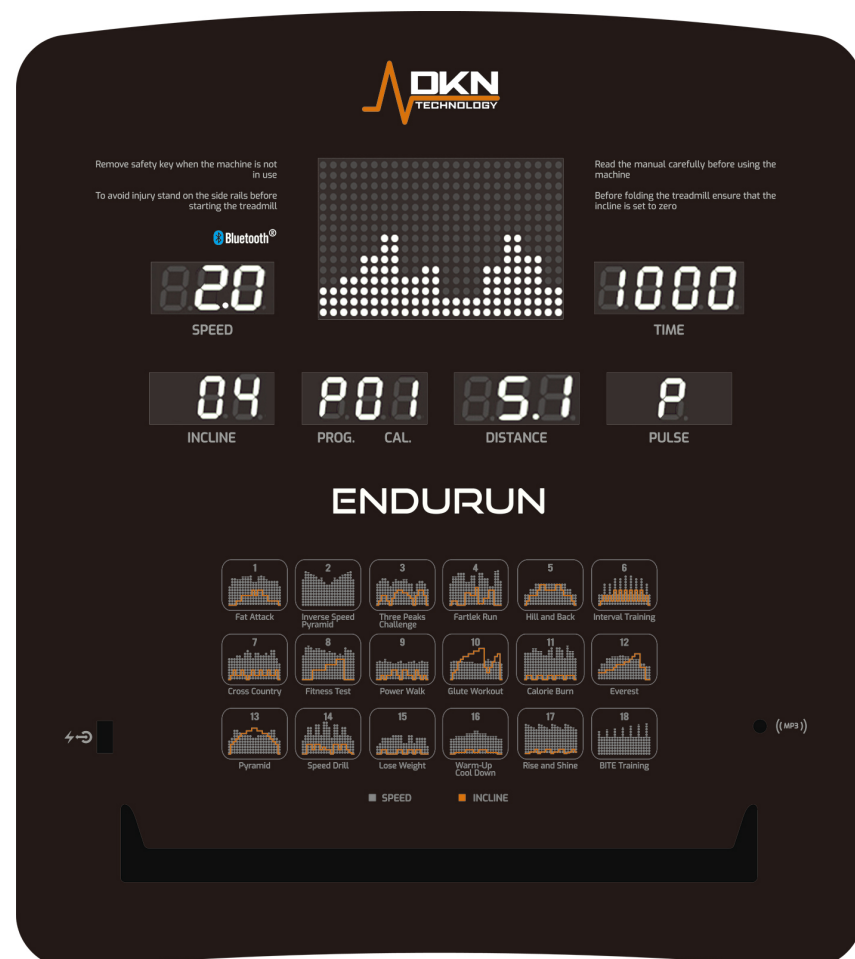 DKN
TECHNOLOGY
Remove safety key when the machine is not
in use
To avoid injury stand on the side rails before
starting the treadmill
Read the manual carefully before using the
machine
Before folding the treadmill ensure that the
incline is set to zero
Bluetooth®
2.0
SPEED
1000
TIME
04
INCLINE
P01
PROG. CAL.
5.1
DISTANCE
P
PULSE
ENDURUN
1
Fat Attack
2
Inverse Speed
Pyramid
3
Three Peaks
Challenge
4
Fartlek Run
5
Hill and Back
6
Interval Training
7
Cross Country
8
Fitness Test
9
Power Walk
10
Glute Workout
11
Calorie Burn
12
Everest
13
Pyramid
14
Speed Drill
15
Lose Weight
16
Warm-Up
Cool Down
17
Rise and Shine
18
BITE Training
((MP3))
SPEED
INCLINE